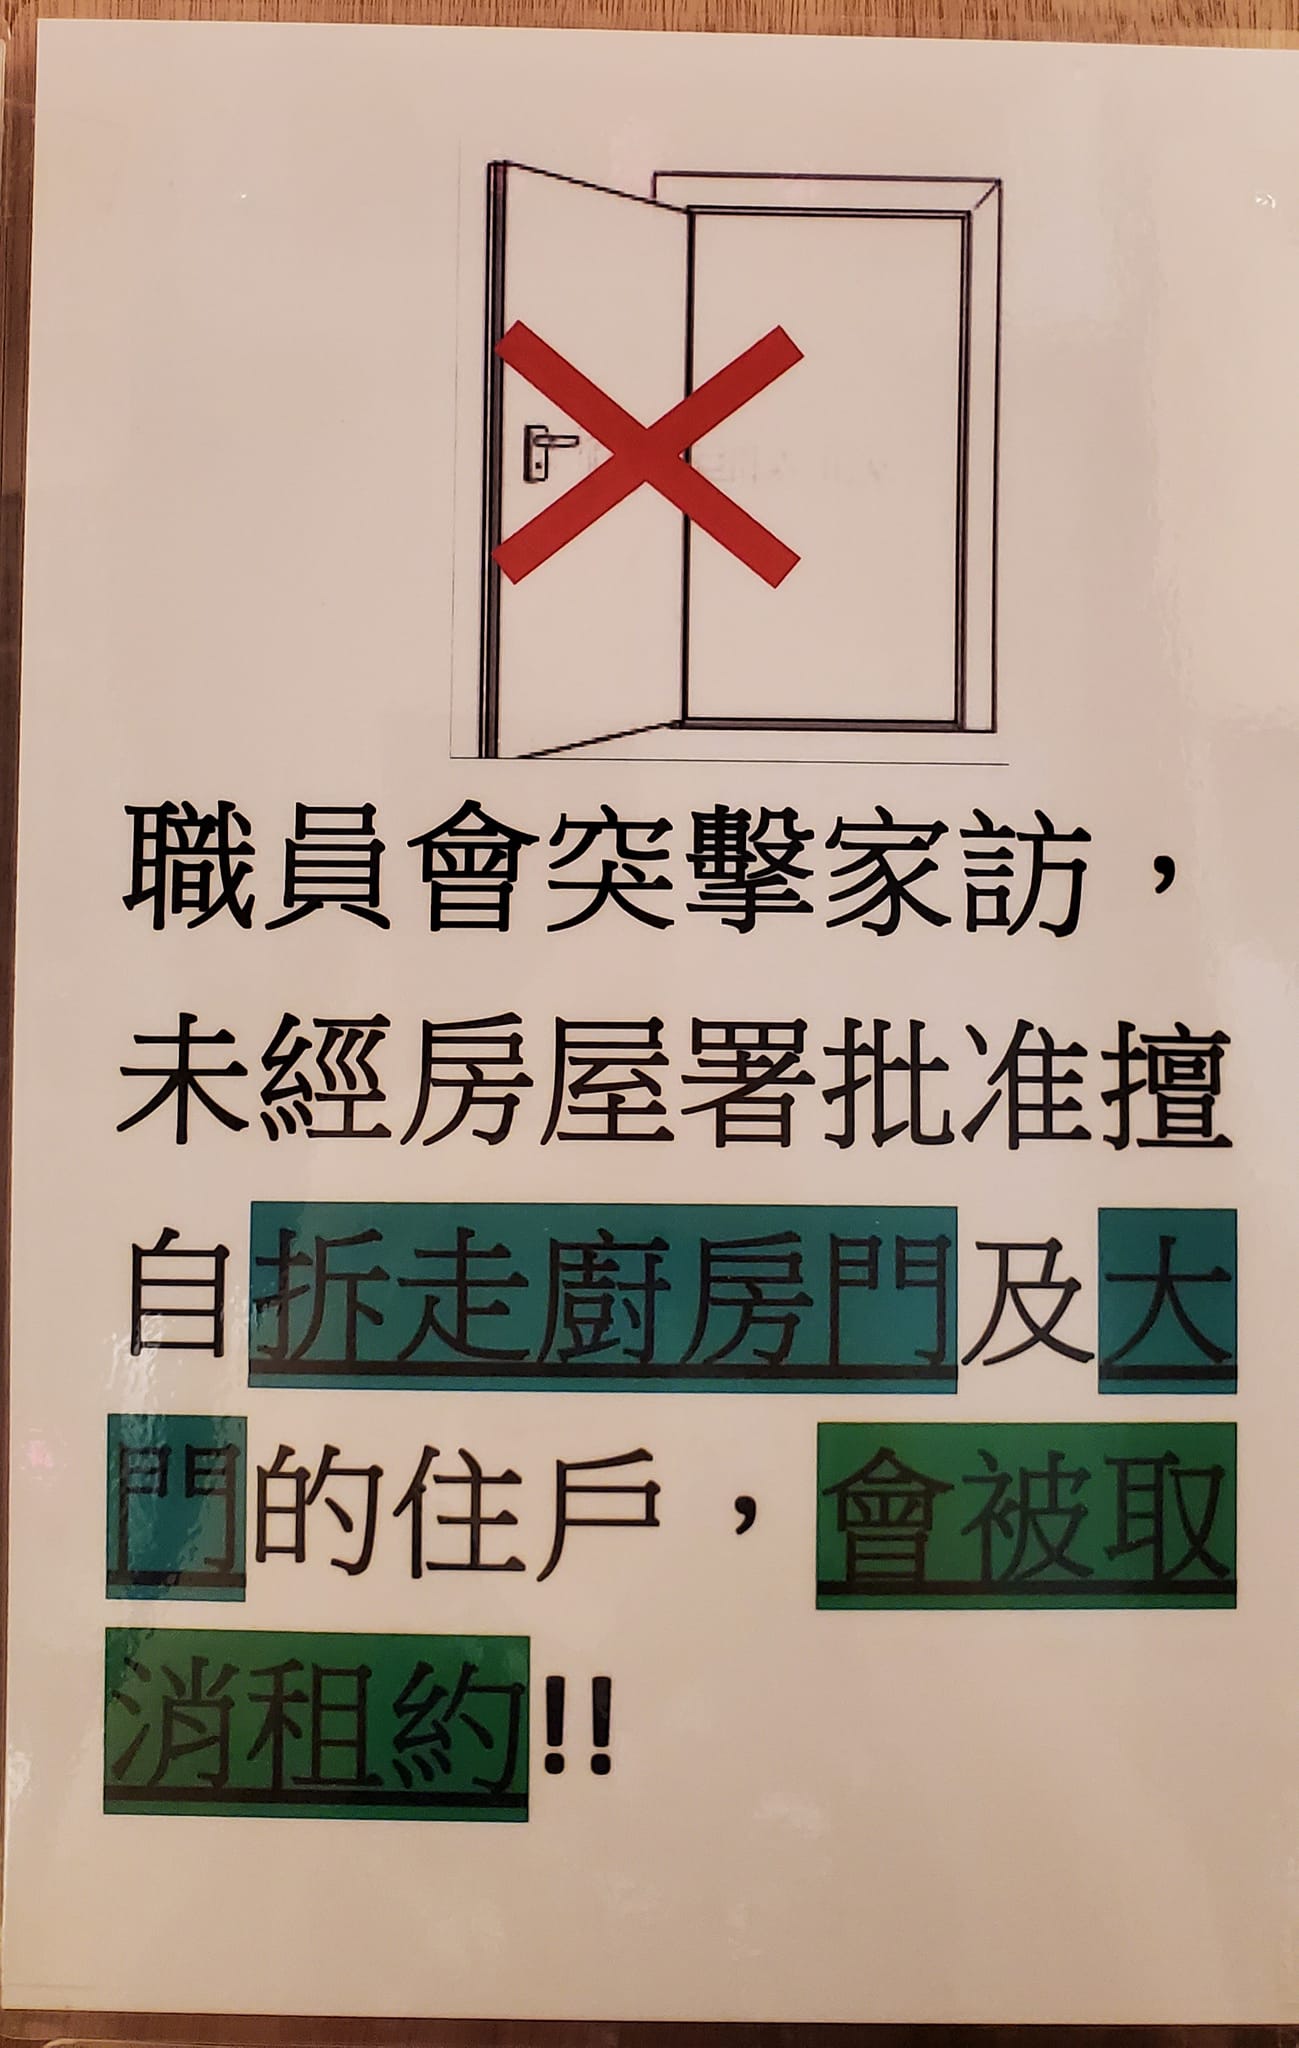 職員會突擊家訪，
未經房屋署批准擅
自拆走廚房門及大
門的住戶，會被取
消租約!!